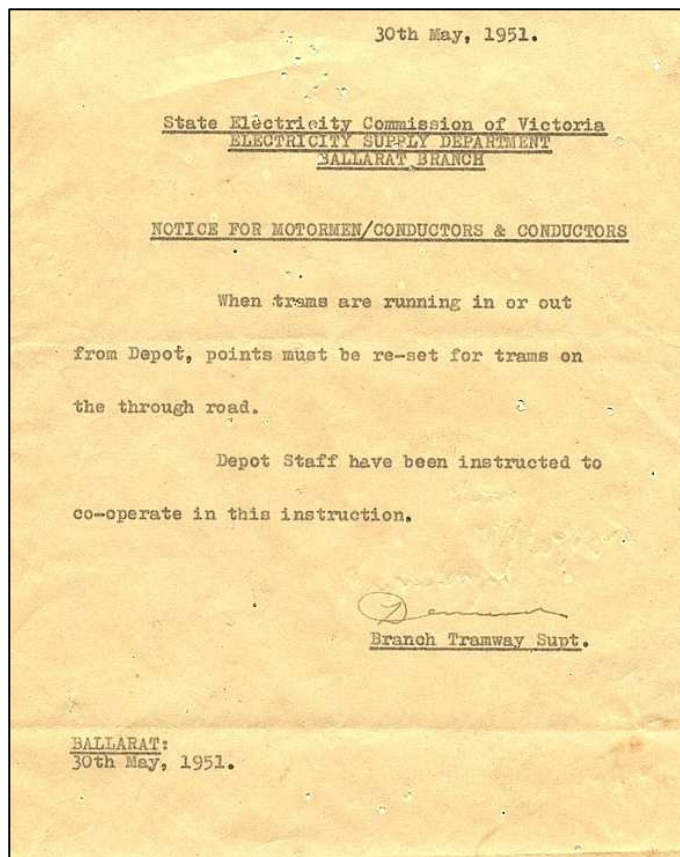 30th May, 1951.
State Electricity Commission of Victoria
ELECTRICITY SUPPLY DEPARTMENT
BALLARAT BRANCH
NOTICE FOR MOTORMEN/CONDUCTORS & CONDUCTORS
When trams are running in or out
from Depot, points must be re-set for trams on
the through road.
Depot Staff have been instructed to
co-operate in this instruction.
Branch Tramway Supt.
BALLARAT:
30th May, 1951.